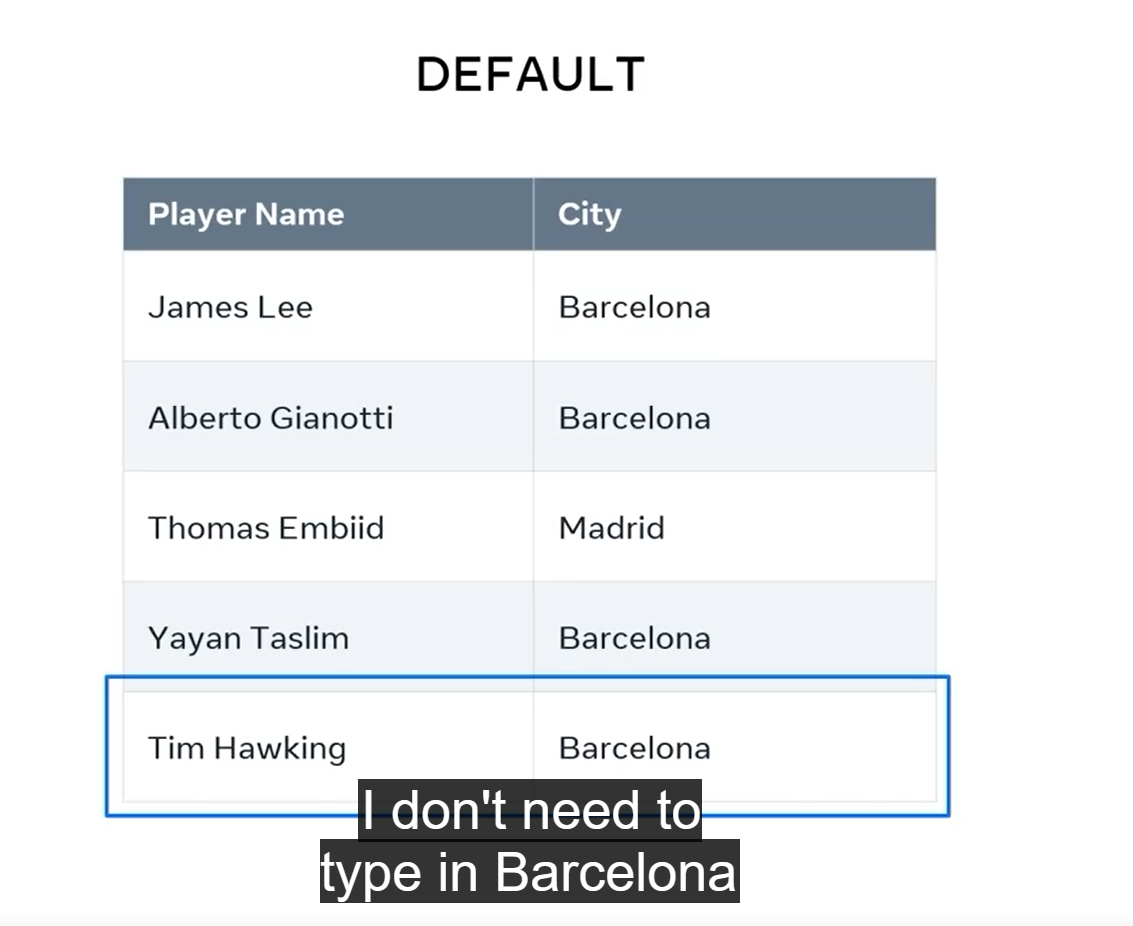 DEFAULT
Player Name City
James Lee Barcelona
Alberto Gianotti Barcelona
Thomas Embiid Madrid
Yayan Taslim Barcelona
Tim Hawking Barcelona
I don't need to
type in Barcelona